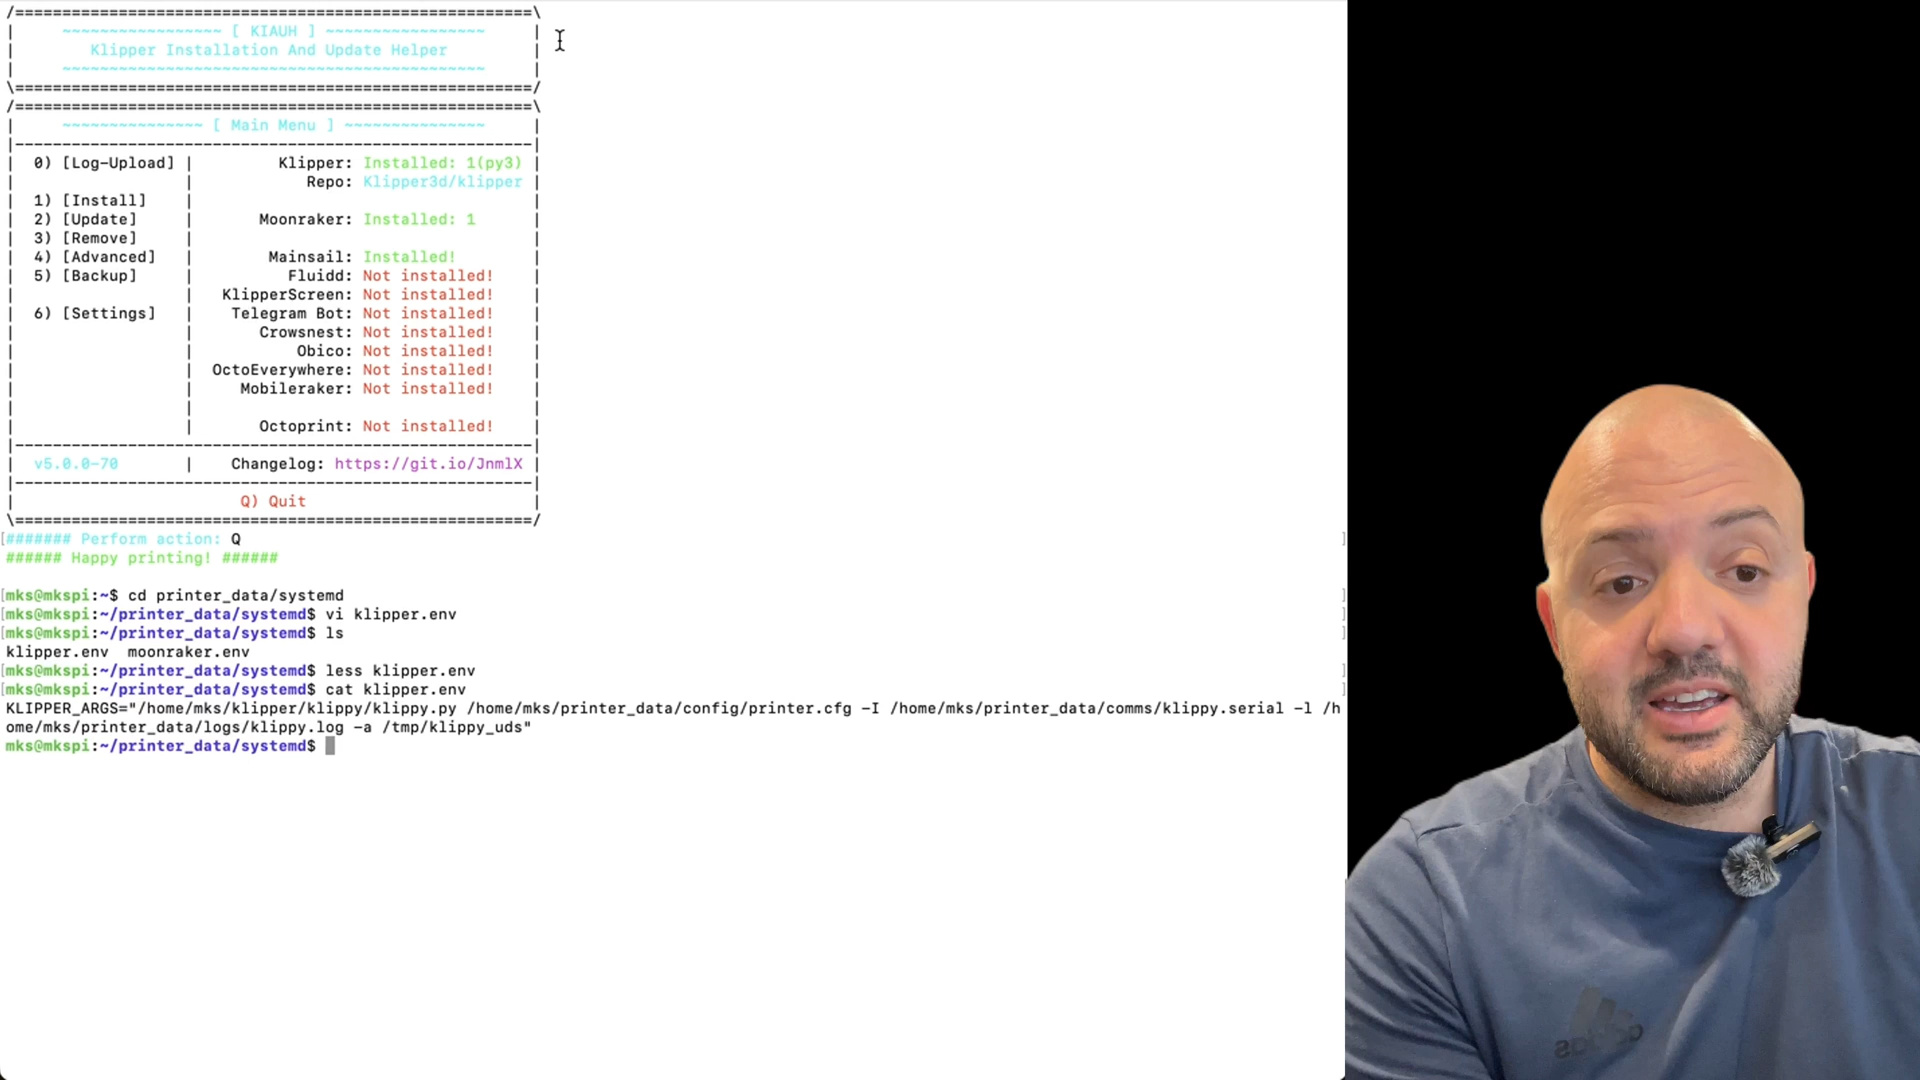 /=======================================================\
| ~~~~~~~~~~~~~~~~~ [ KIAUH ] ~~~~~~~~~~~~~~~~~ |
| Klipper Installation And Update Helper |
| ~~~~~~~~~~~~~~~~~~~~~~~~~~~~~~~~~~~~~~~~~~~~~ |
\=======================================================/
/=======================================================\
| ~~~~~~~~~~~~~~~ [ Main Menu ] ~~~~~~~~~~~~~~~ |
|-------------------------------------------------------|
| 0) [Log-Upload] | Klipper: Installed: 1(py3) |
| | Repo: Klipper3d/klipper |
| 1) [Install] | |
| 2) [Update] | Moonraker: Installed: 1 |
| 3) [Remove] | |
| 4) [Advanced] | Mainsail: Installed! |
| 5) [Backup] | Fluidd: Not installed! |
| | KlipperScreen: Not installed! |
| 6) [Settings] | Telegram Bot: Not installed! |
| | Crowsnest: Not installed! |
| | Obico: Not installed! |
| | OctoEverywhere: Not installed! |
| | Mobileraker: Not installed! |
| | |
| | Octoprint: Not installed! |
|-------------------------------------------------------|
| v5.0.0-70 | Changelog: https://git.io/JnmlX |
|-------------------------------------------------------|
| Q) Quit |
\=======================================================/
[####### Perform action: Q ]
###### Happy printing! ######
[mks@mkspi:~$ cd printer_data/systemd ]
[mks@mkspi:~/printer_data/systemd$ vi klipper.env ]
[mks@mkspi:~/printer_data/systemd$ ls ]
klipper.env moonraker.env
[mks@mkspi:~/printer_data/systemd$ less klipper.env ]
[mks@mkspi:~/printer_data/systemd$ cat klipper.env ]
KLIPPER_ARGS="/home/mks/klipper/klippy/klippy.py /home/mks/printer_data/config/printer.cfg -I /home/mks/printer_data/comms/klippy.serial -l /h
ome/mks/printer_data/logs/klippy.log -a /tmp/klippy_uds"
mks@mkspi:~/printer_data/systemd$
adidas